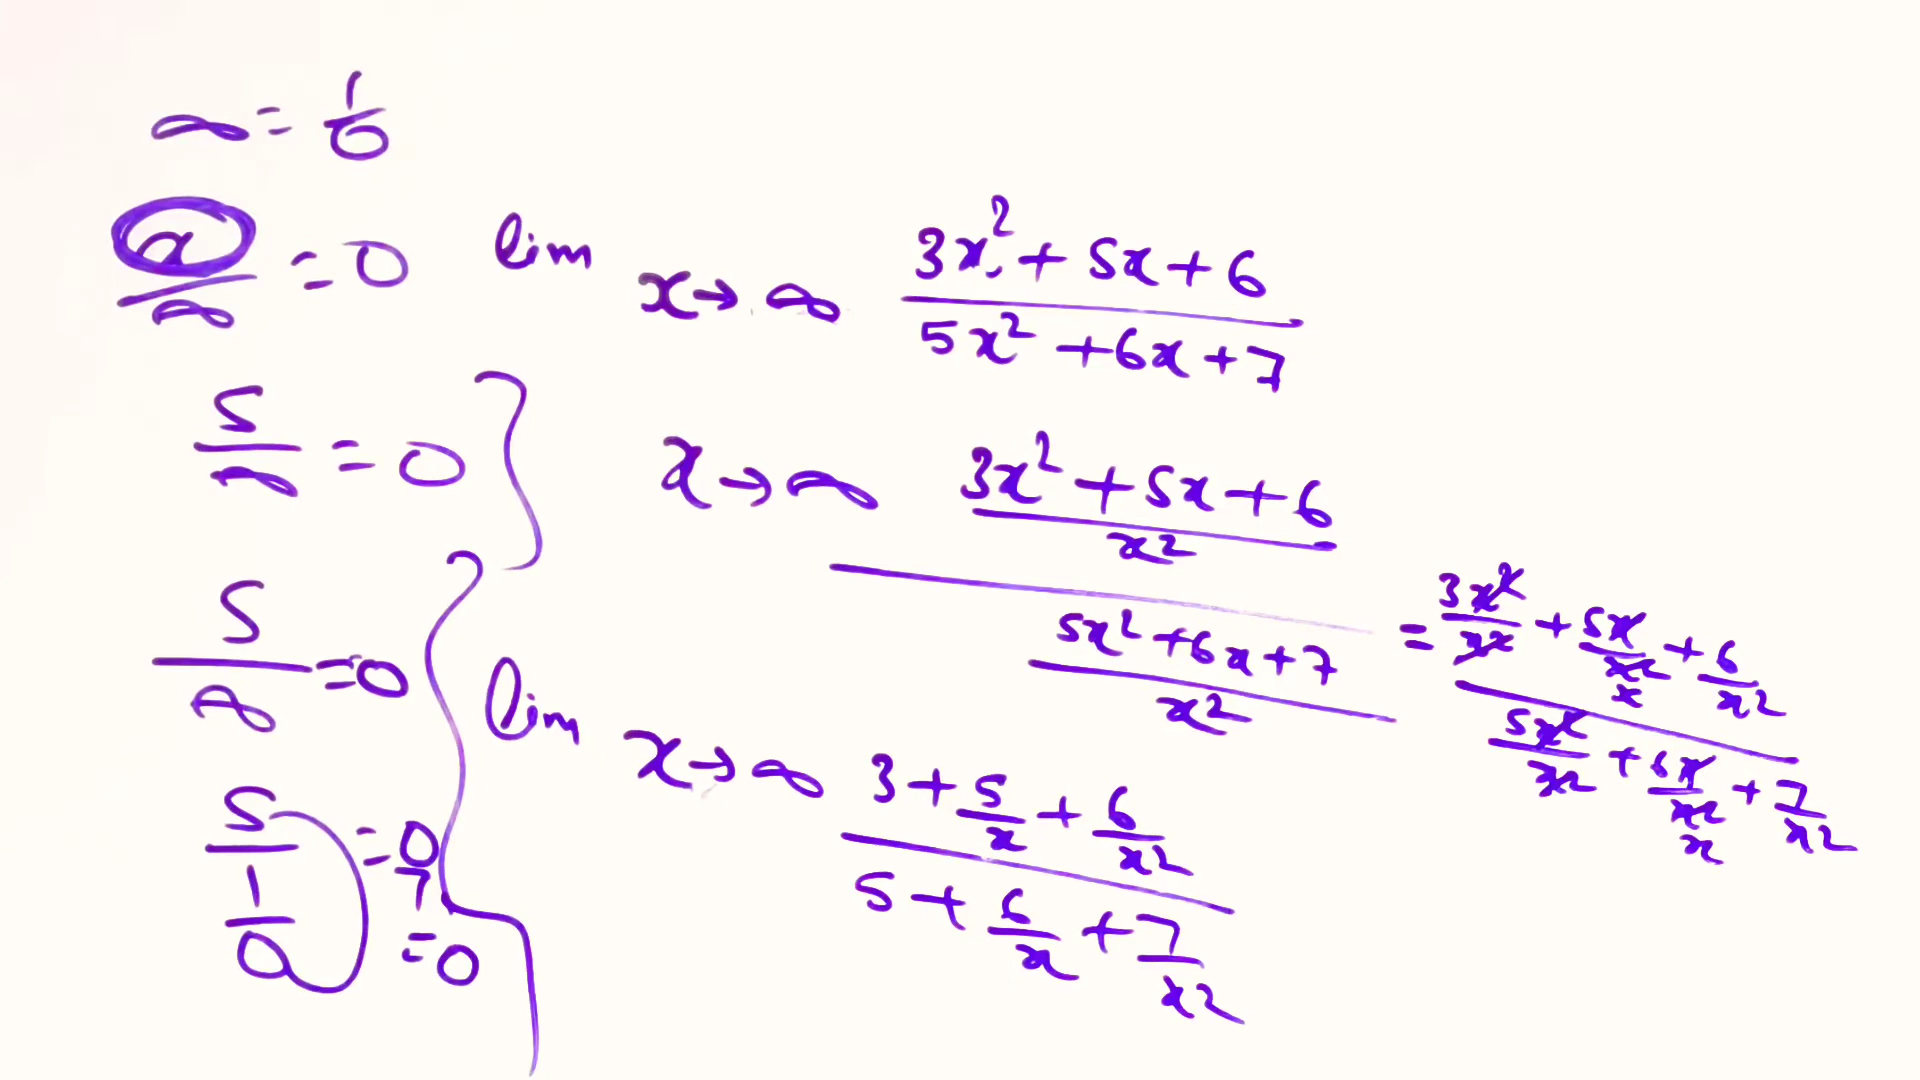 ∞ = 1/0
a/∞ = 0
5/∞ = 0
5/∞ = 0
5/(1/0) = 0/1
= 0
lim x→∞ (3x² + 5x + 6)/(5x² + 6x + 7)
x→∞ ((3x² + 5x + 6)/x²)/((5x² + 6x + 7)/x²) = (3x²/x² + 5x/x² + 6/x²)/(5x²/x² + 6x/x² + 7/x²)
lim x→∞ (3 + 5/x + 6/x²)/(5 + 6/x + 7/x²)